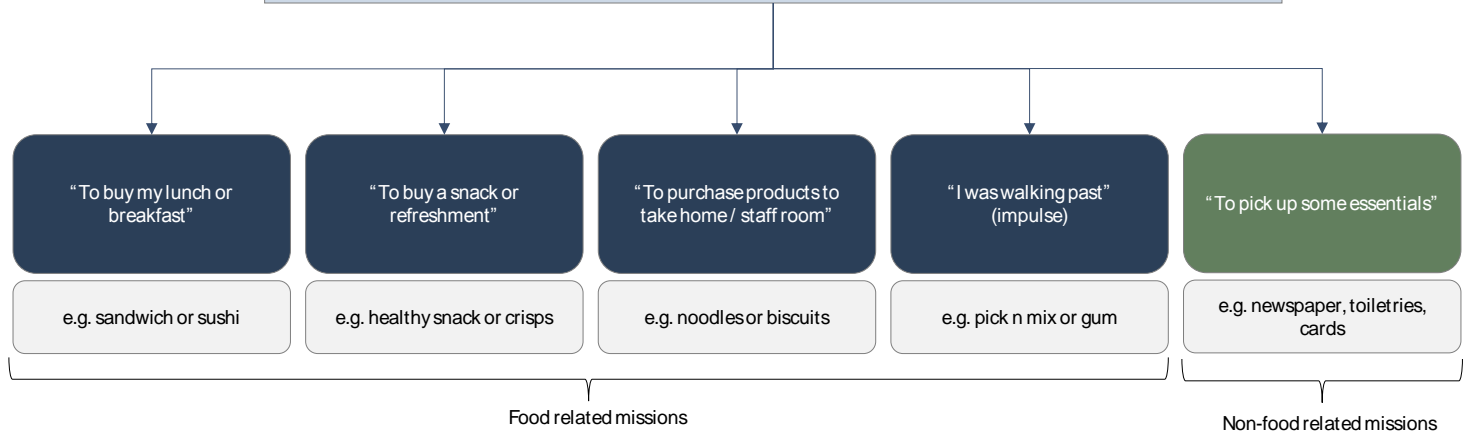 “To buy my lunch or
breakfast”
“To buy a snack or
refreshment”
“To purchase products to
take home / staff room”
“I was walking past”
(impulse)
“To pick up some essentials”
e.g. sandwich or sushi
e.g. healthy snack or crisps
e.g. noodles or biscuits
e.g. pick n mix or gum
e.g. newspaper, toiletries,
cards
Food related missions
Non-food related missions